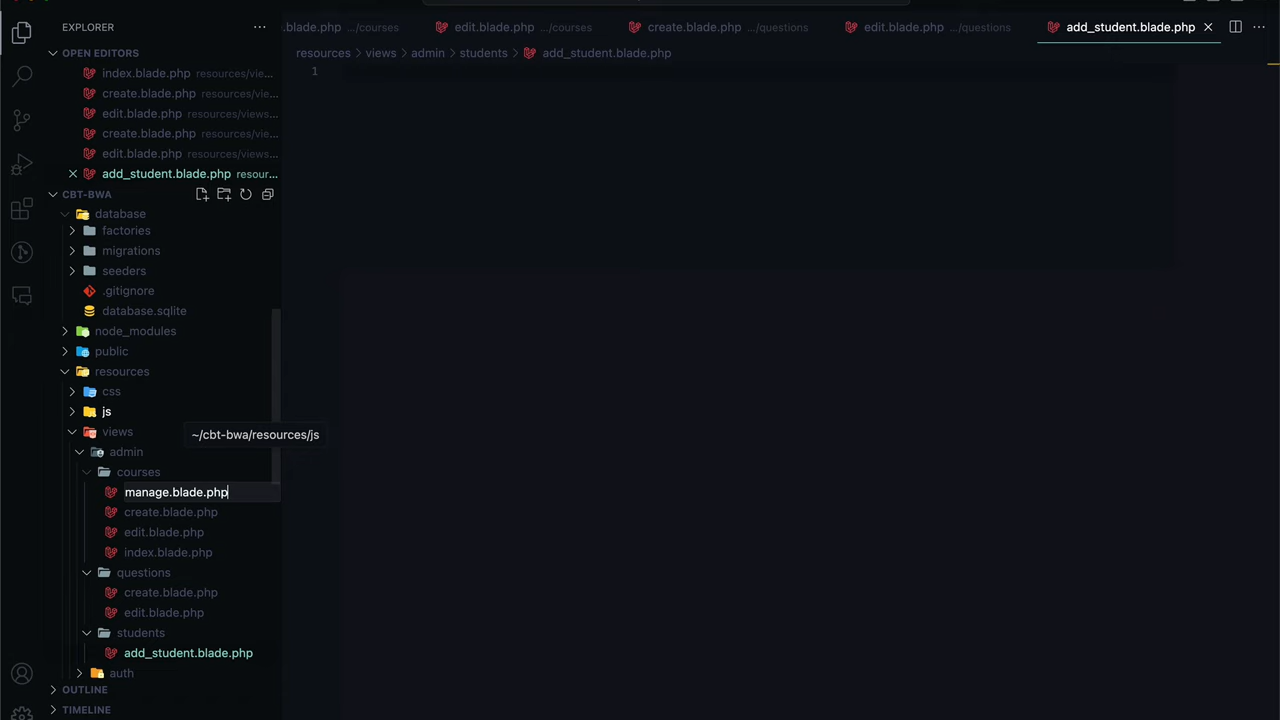 EXPLORER
.blade.php .../courses
edit.blade.php .../courses
create.blade.php .../questions
edit.blade.php .../questions
add_student.blade.php
OPEN EDITORS
resources > views > admin > students > add_student.blade.php
index.blade.php resources/vie...
create.blade.php resources/vie...
edit.blade.php resources/views...
create.blade.php resources/vie...
edit.blade.php resources/views...
add_student.blade.php resour...
1
CBT-BWA
database
factories
migrations
seeders
.gitignore
database.sqlite
node_modules
public
resources
css
js
views
~/cbt-bwa/resources/js
admin
courses
manage.blade.php
create.blade.php
edit.blade.php
index.blade.php
questions
create.blade.php
edit.blade.php
students
add_student.blade.php
auth
OUTLINE
TIMELINE